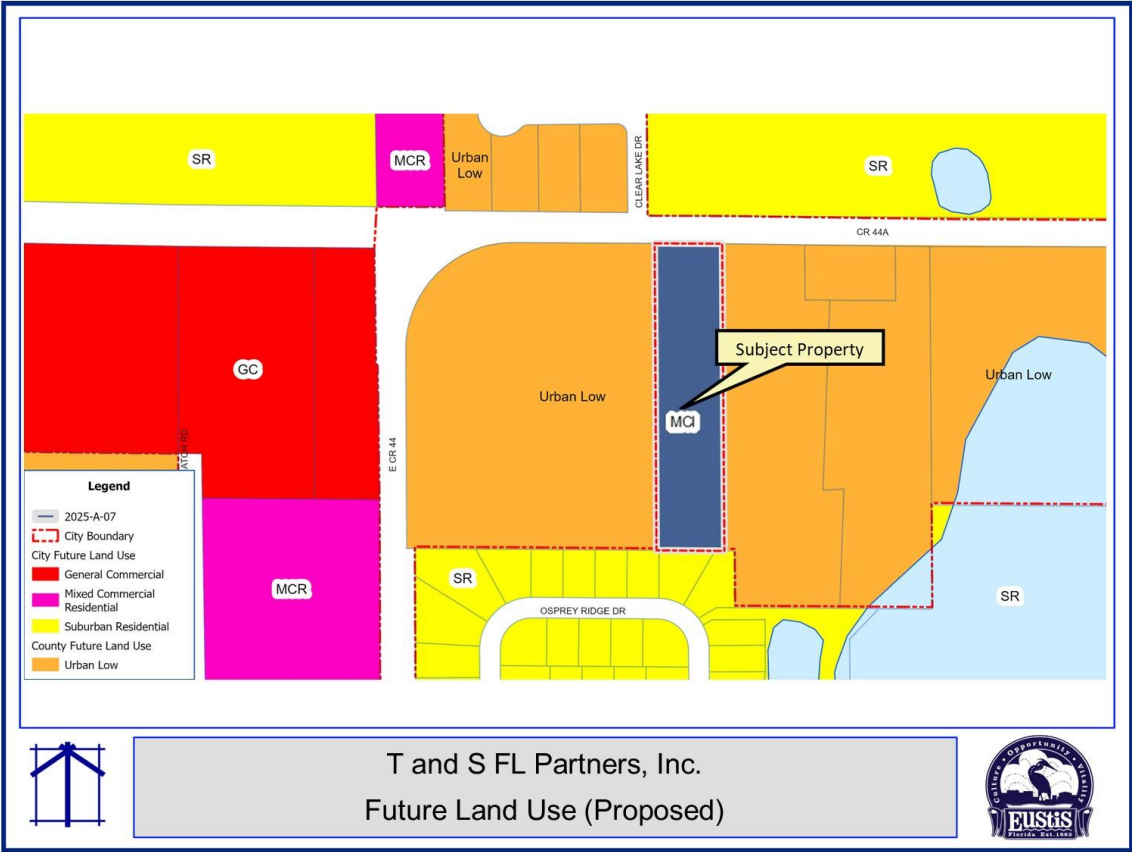 SR
MCR
Urban
Low
CLEAR LAKE DR
SR
CR 44A
GC
Subject Property
Urban Low
Urban Low
MCI
ATCH RD
E CR 44
Legend
2025-A-07
City Boundary
City Future Land Use
General Commercial
Mixed Commercial
Residential
Suburban Residential
County Future Land Use
Urban Low
MCR
SR
OSPREY RIDGE DR
SR
T and S FL Partners, Inc.
Future Land Use (Proposed)
Culture • Opportunity • Vitality
EUSTIS
Florida Est. 1883